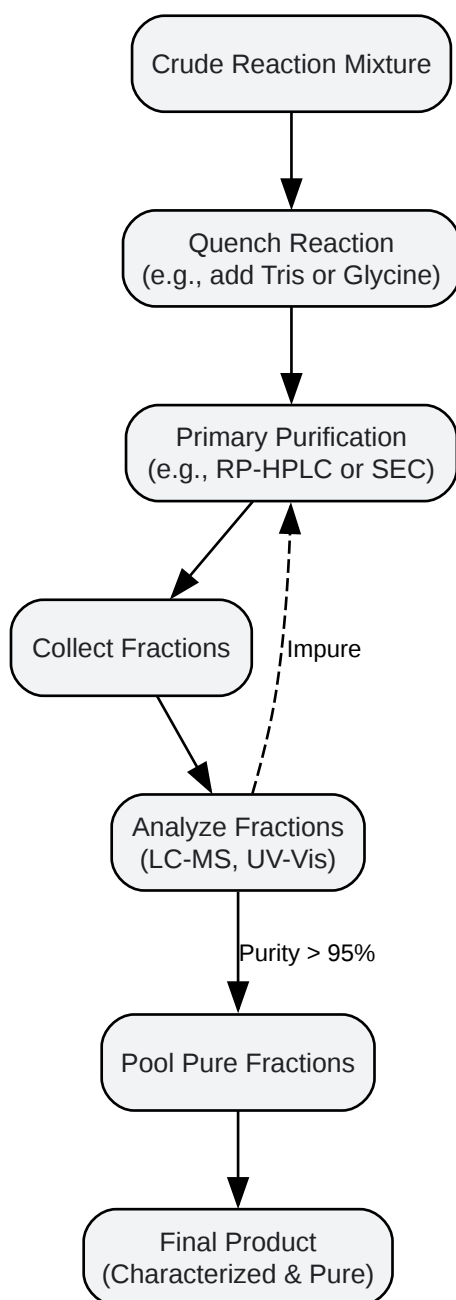 Crude Reaction Mixture
Quench Reaction
(e.g., add Tris or Glycine)
Primary Purification
(e.g., RP-HPLC or SEC)
Collect Fractions
Impure
Analyze Fractions
(LC-MS, UV-Vis)
Purity > 95%
Pool Pure Fractions
Final Product
(Characterized & Pure)